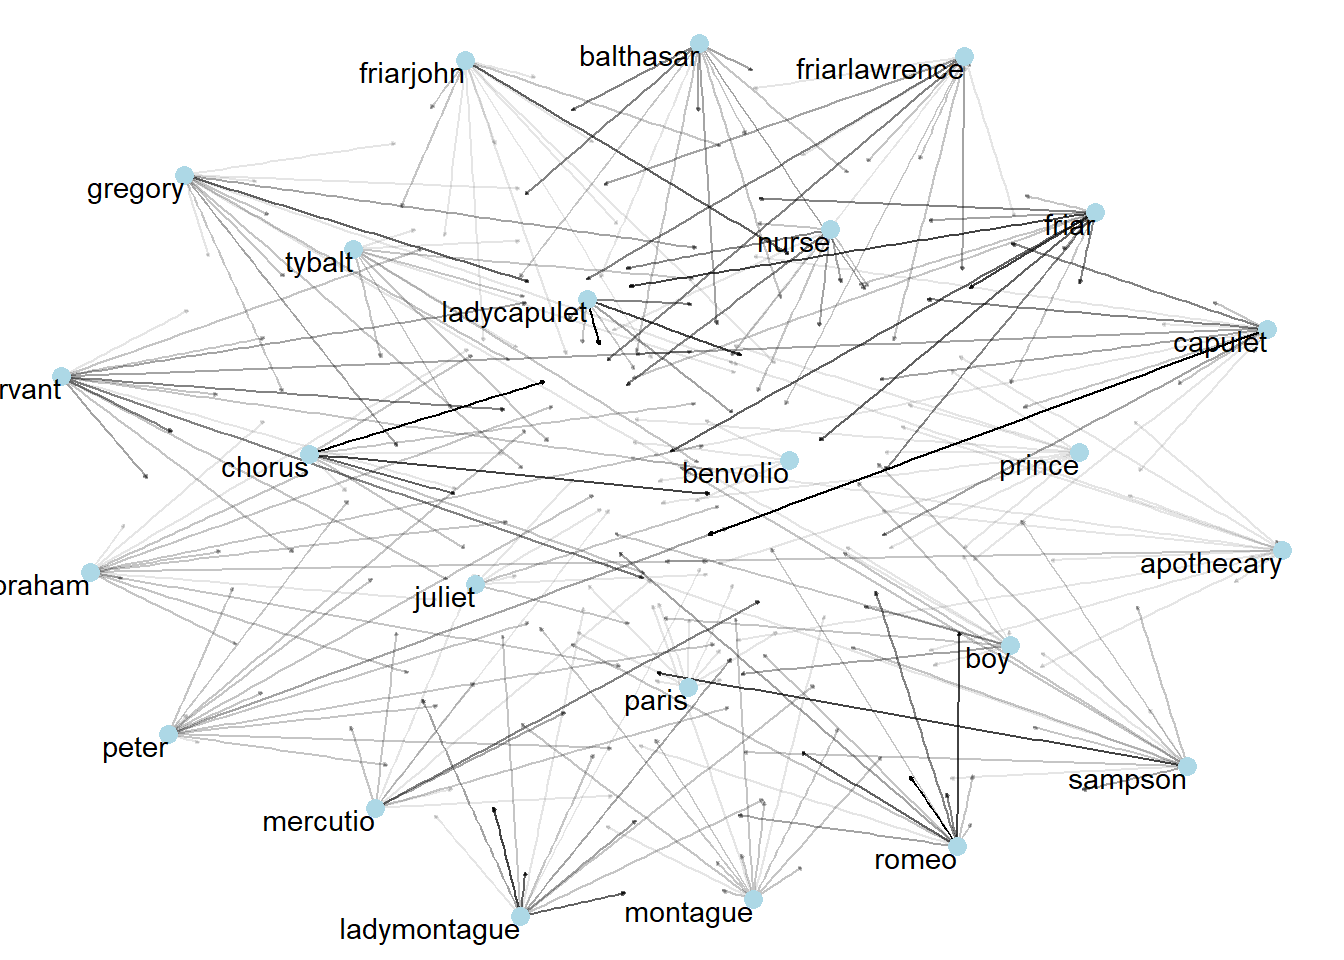 balthasar
friarlawrence
friarjohn
gregory
friar
nurse
tybalt
ladycapulet
capulet
rvant
chorus
benvolio
prince
apothecary
braham
juliet
boy
paris
peter
sampson
mercutio
romeo
montague
ladymontague